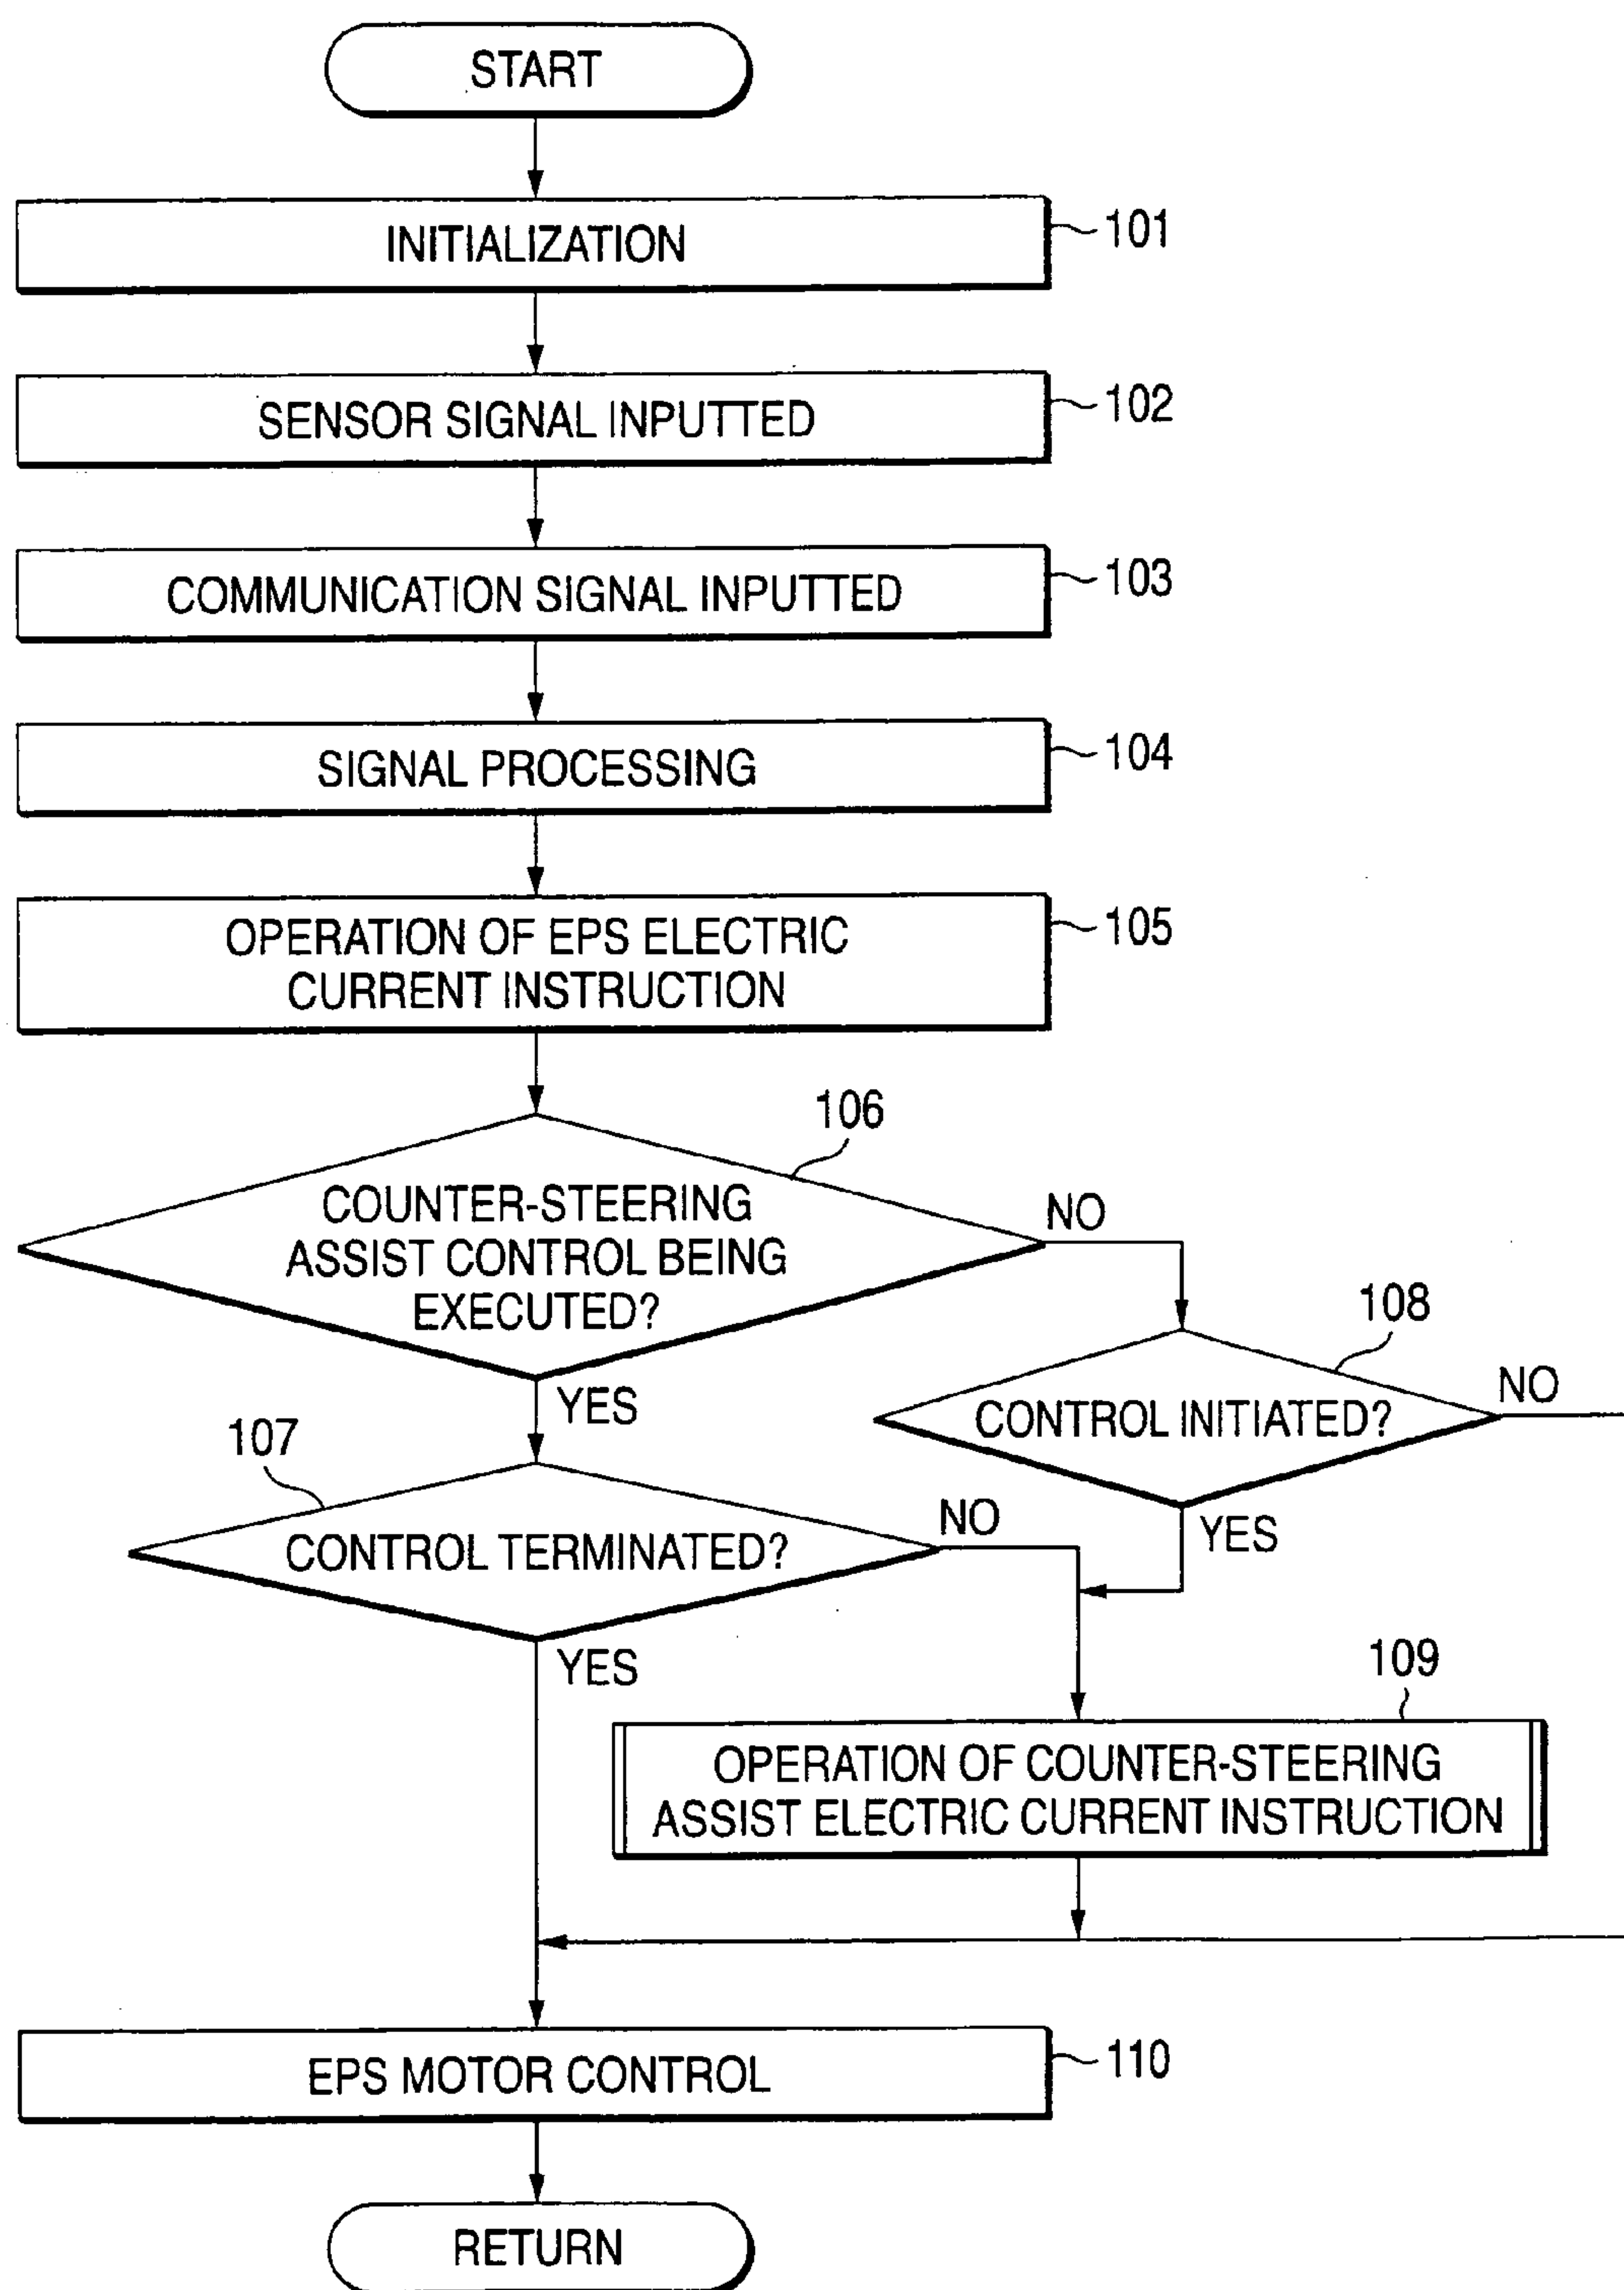 START
INITIALIZATION
101
SENSOR SIGNAL INPUTTED
102
COMMUNICATION SIGNAL INPUTTED
103
SIGNAL PROCESSING
104
OPERATION OF EPS ELECTRIC
CURRENT INSTRUCTION
105
106
COUNTER-STEERING
ASSIST CONTROL BEING
EXECUTED?
NO
YES
108
CONTROL INITIATED?
NO
YES
107
CONTROL TERMINATED?
NO
YES
109
OPERATION OF COUNTER-STEERING
ASSIST ELECTRIC CURRENT INSTRUCTION
EPS MOTOR CONTROL
110
RETURN